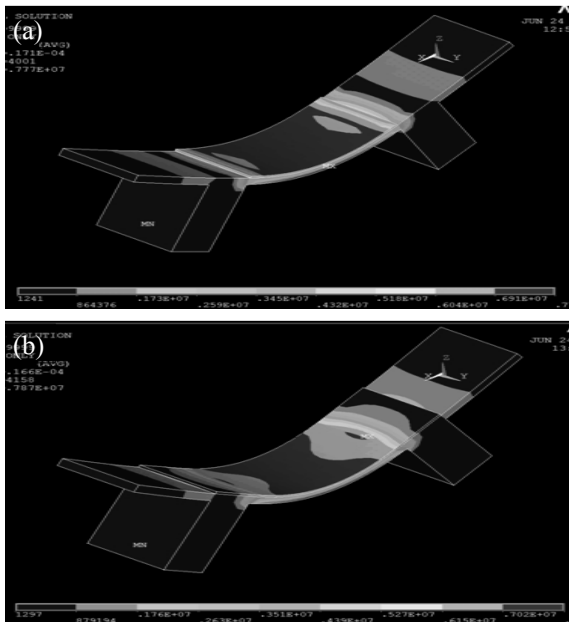 (a)
SOLUTION
JUN 24
(AVG)
.171E-04
4001
.777E+07
Z
X Y
MX
MN
1241 .173E+07 .345E+07 .518E+07 .691E+07
864376 .259E+07 .432E+07 .604E+07
(b)
SOLUTION
JUN 24
(AVG)
.166E-04
4158
.787E+07
Z
X Y
MN
1297 .176E+07 .351E+07 .527E+07 .702E+07
879194 .263E+07 .439E+07 .615E+07